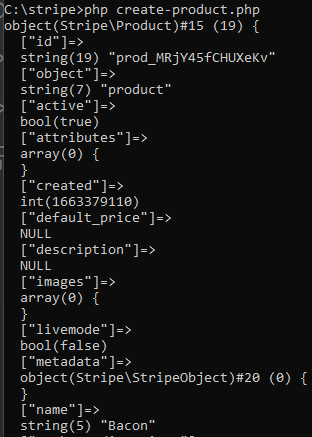 C:\stripe>php create-product.php
object(Stripe\Product)#15 (19) {
  ["id"]=>
  string(19) "prod_MRjY45fCHUXeKv"
  ["object"]=>
  string(7) "product"
  ["active"]=>
  bool(true)
  ["attributes"]=>
  array(0) {
  }
  ["created"]=>
  int(1663379110)
  ["default_price"]=>
  NULL
  ["description"]=>
  NULL
  ["images"]=>
  array(0) {
  }
  ["livemode"]=>
  bool(false)
  ["metadata"]=>
  object(Stripe\StripeObject)#20 (0) {
  }
  ["name"]=>
  string(5) "Bacon"